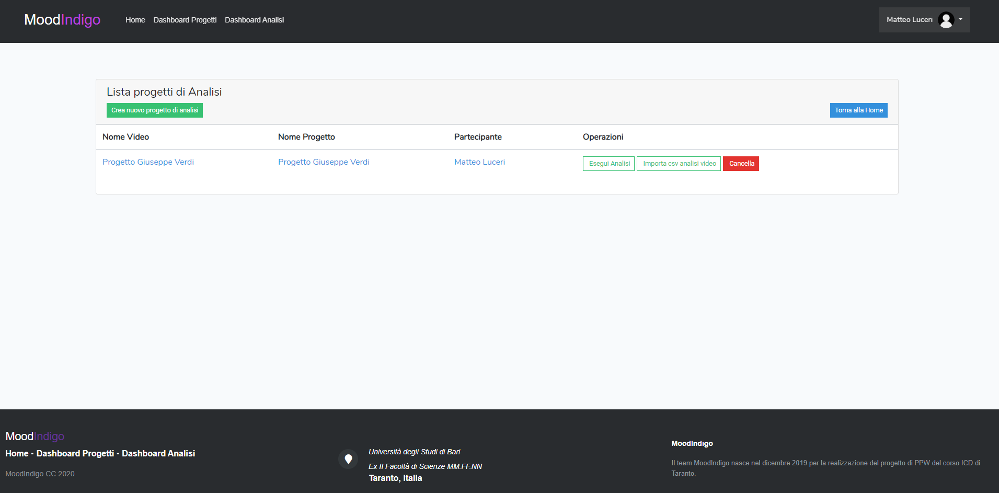 MoodIndigo Home Dashboard Progetti Dashboard Analisi Matteo Luceri
Lista progetti di Analisi
Crea nuovo progetto di analisi Torna alla Home
Nome Video Nome Progetto Partecipante Operazioni
Progetto Giuseppe Verdi Progetto Giuseppe Verdi Matteo Luceri Esegui Analisi Importa csv analisi video Cancella
MoodIndigo
Home - Dashboard Progetti - Dashboard Analisi
MoodIndigo CC 2020
Università degli Studi di Bari
Ex II Facoltà di Scienze MM.FF.NN
Taranto, Italia
MoodIndigo
Il team MoodIndigo nasce nel dicembre 2019 per la realizzazione del progetto di PPW del corso ICD di
Taranto.